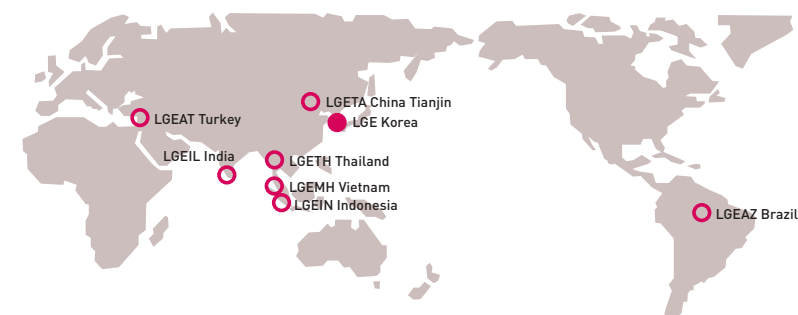 LGETA China Tianjin
LGEAT Turkey
LGE Korea
LGEIL India
LGETH Thailand
LGEMH Vietnam
LGEIN Indonesia
LGEAZ Brazil